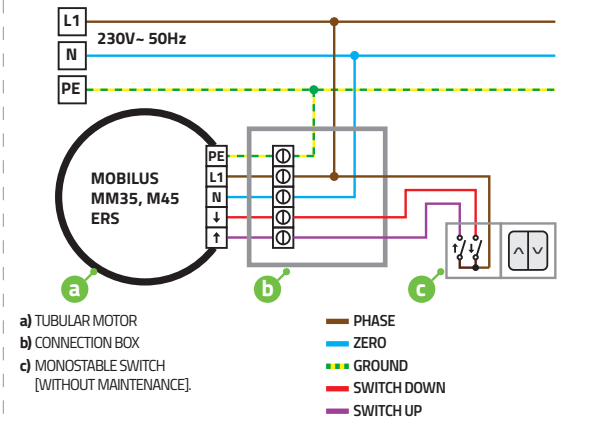 L1
230V~ 50Hz
N
PE
PE
L1
N
↓
↑
MOBILUS
MM35, M45
ERS
↑ ↓
a
b
c
a) TUBULAR MOTOR
b) CONNECTION BOX
c) MONOSTABLE SWITCH
[WITHOUT MAINTENANCE].
PHASE
ZERO
GROUND
SWITCH DOWN
SWITCH UP